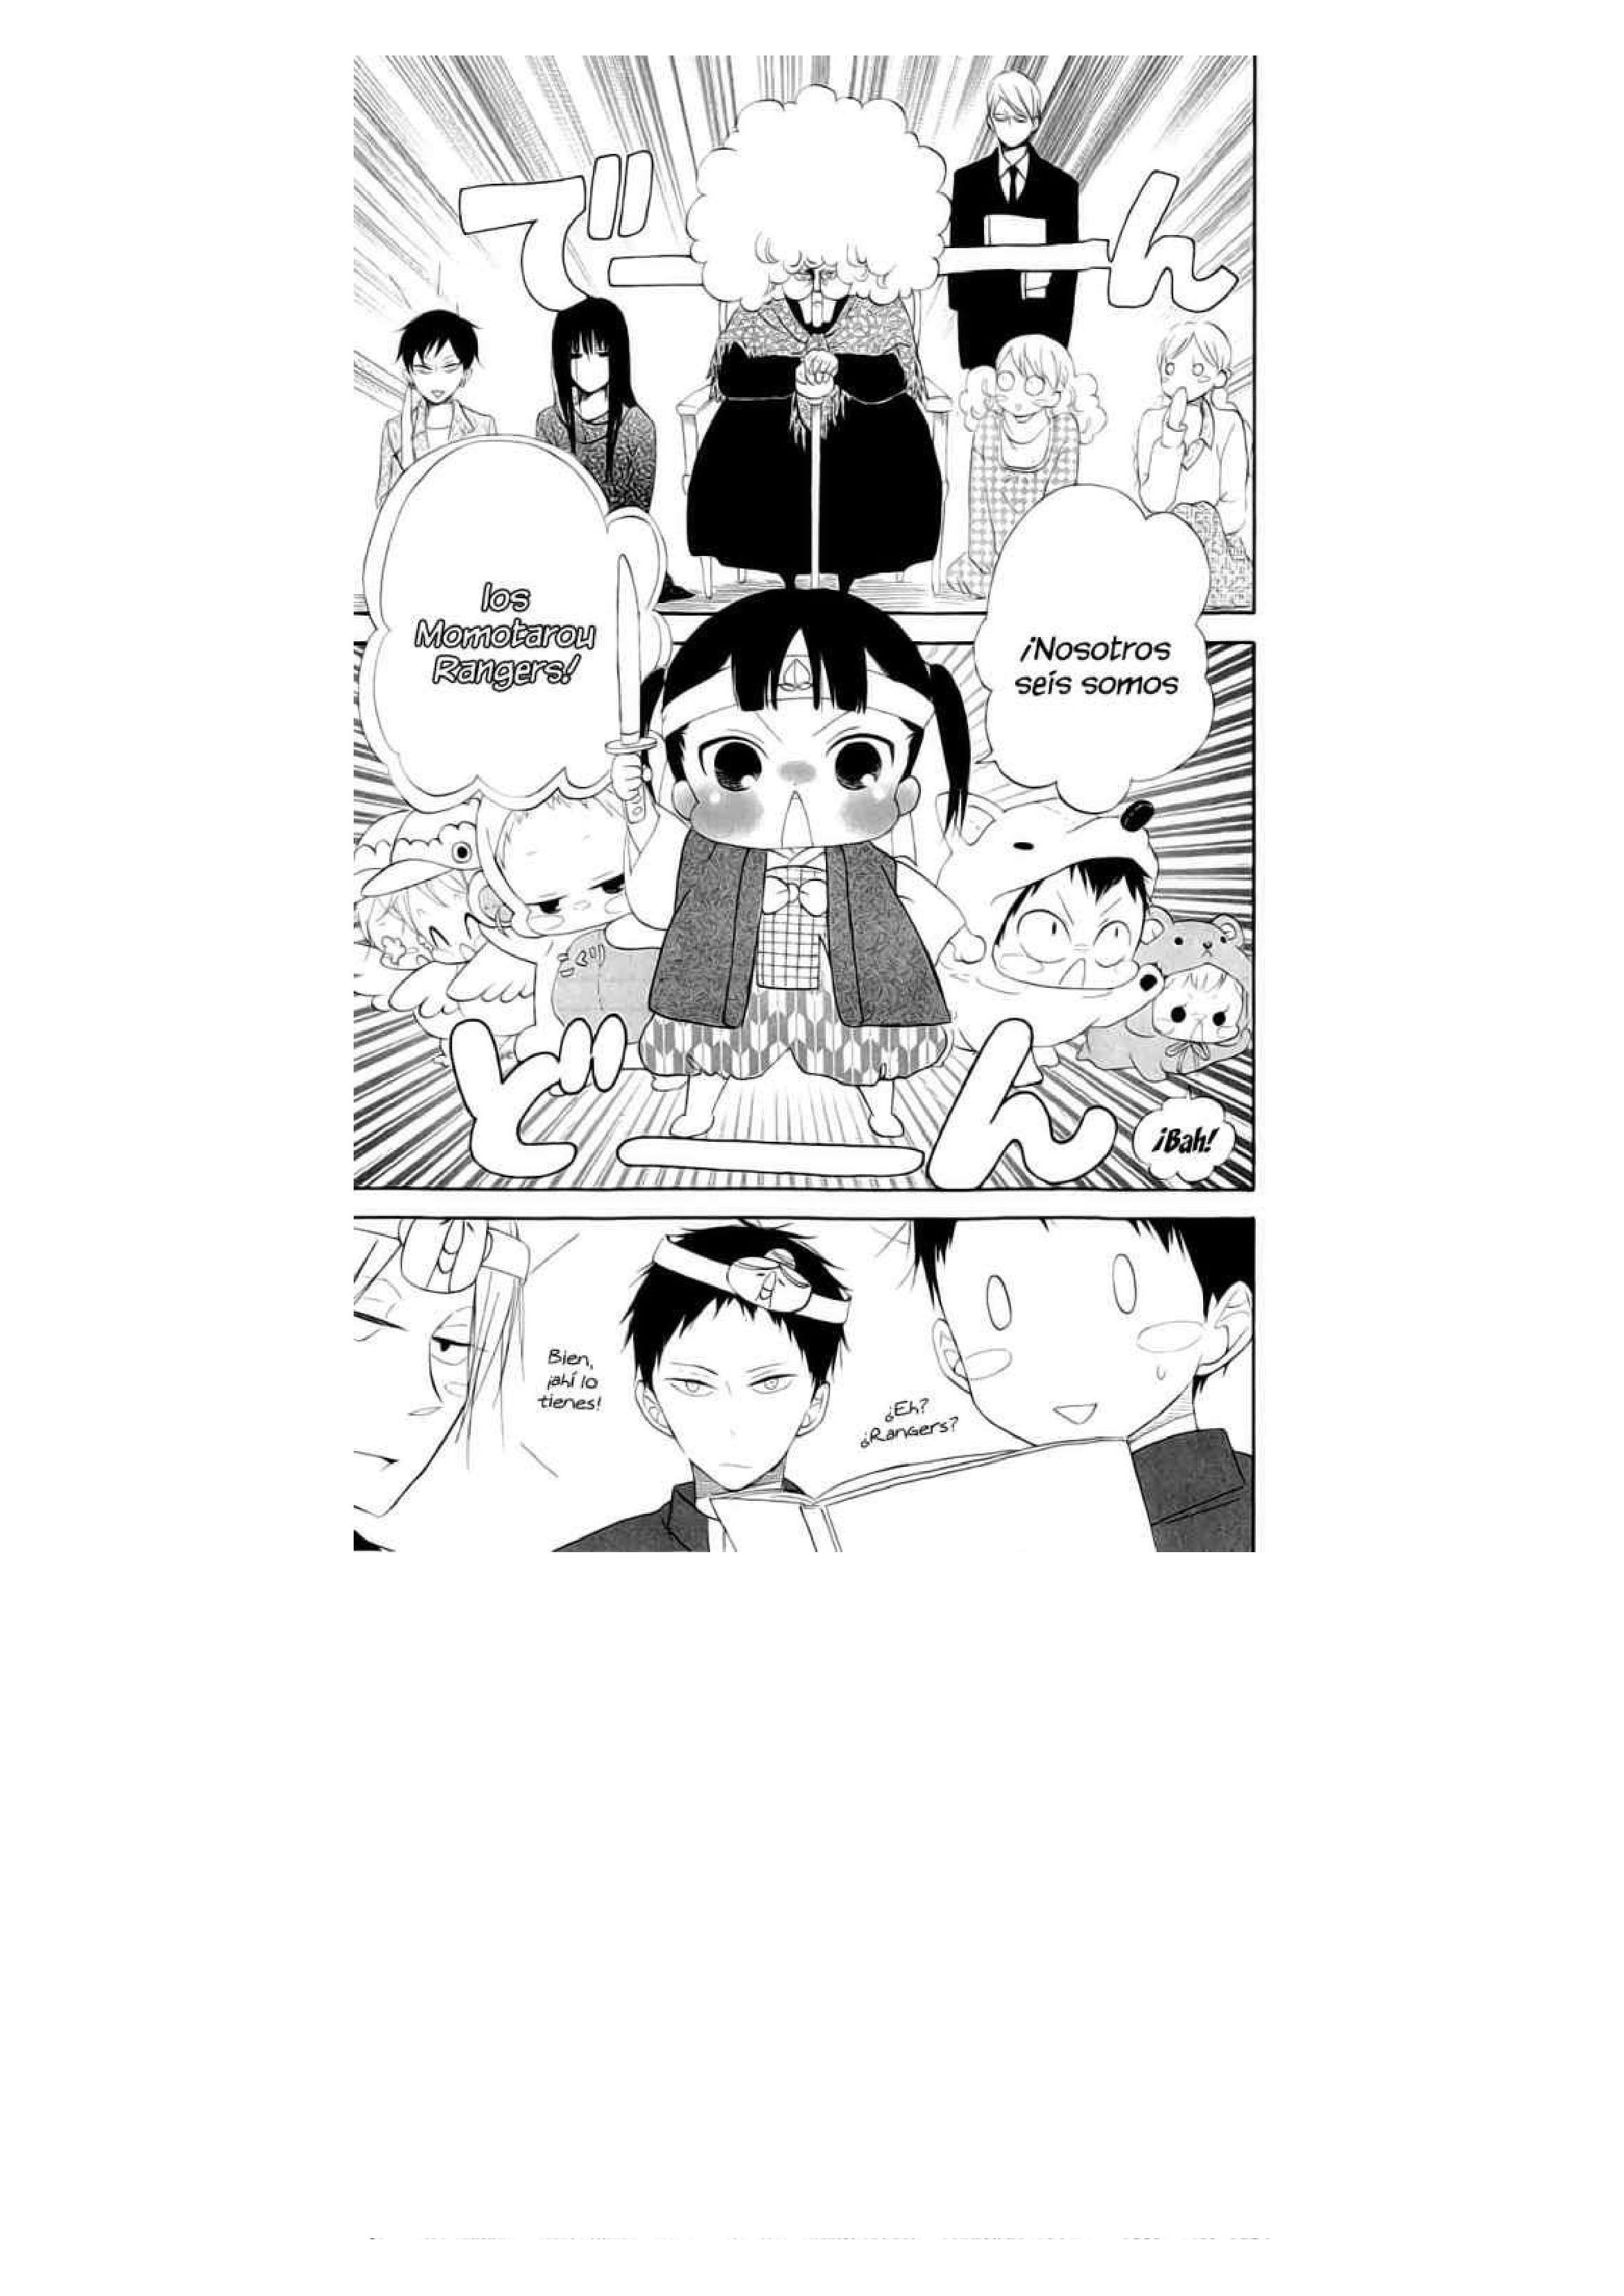 でーん
¡Nosotros
seis somos
los
Momotarou
Rangers!
どーん
¡Bah!
¿Eh?
¿Rangers?
Bien,
¡ahí lo
tienes!